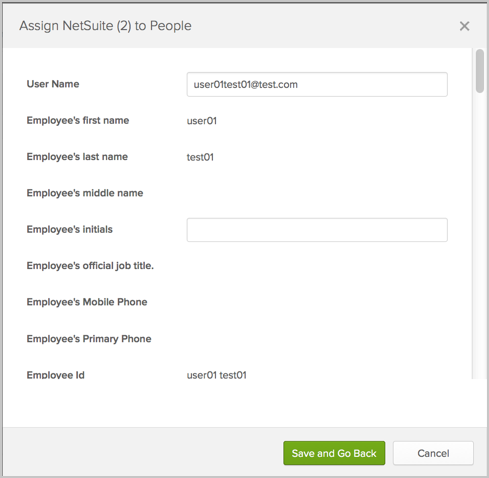 Assign NetSuite (2) to People
User Name user01test01@test.com
Employee's first name user01
Employee's last name test01
Employee's middle name
Employee's initials
Employee's official job title.
Employee's Mobile Phone
Employee's Primary Phone
Employee Id user01 test01
Save and Go Back Cancel